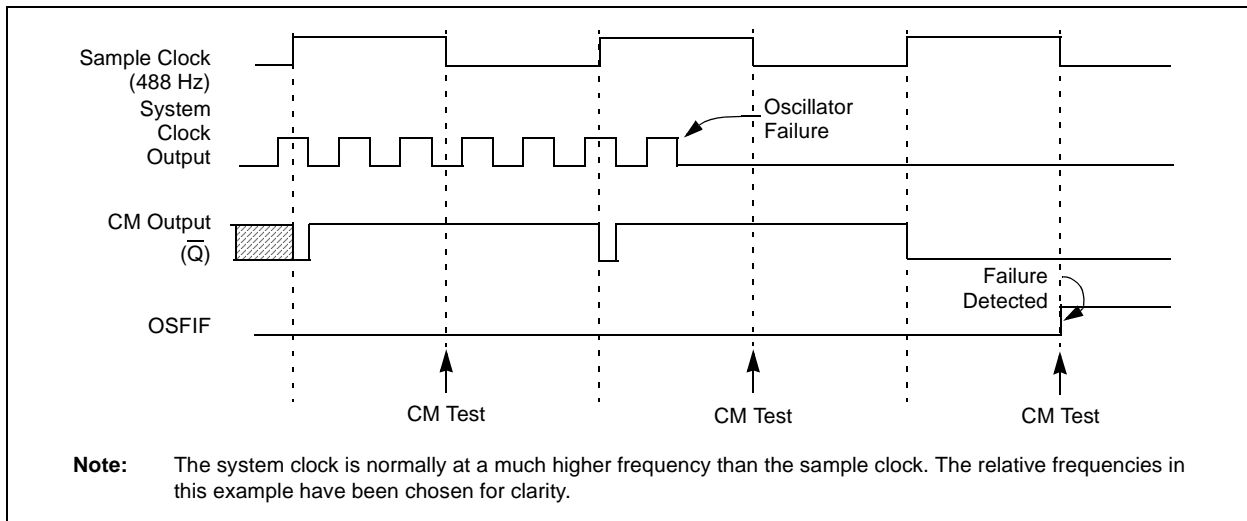 Sample Clock
(488 Hz)
System
Clock
Output
Oscillator
Failure
CM Output
(Q̅)
Failure
Detected
OSFIF
CM Test
CM Test
CM Test
Note: The system clock is normally at a much higher frequency than the sample clock. The relative frequencies in
this example have been chosen for clarity.